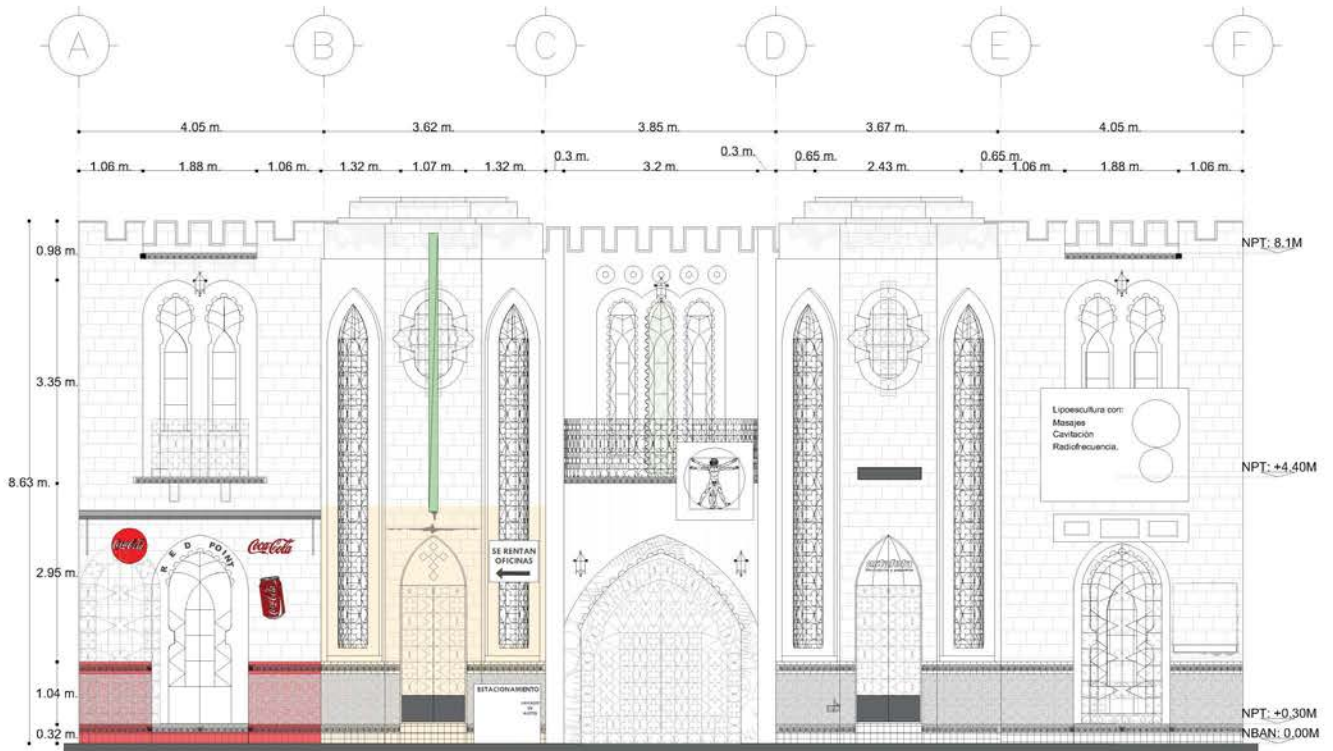 A B C D E F
4.05 m. 3.62 m. 3.85 m. 3.67 m. 4.05 m.
1.06 m. 1.88 m. 1.06 m. 1.32 m. 1.07 m. 1.32 m. 0.3 m. 3.2 m. 0.3 m. 0.65 m. 2.43 m. 0.65 m. 1.06 m. 1.88 m. 1.06 m.
0.98 m.
3.35 m.
8.63 m.
2.95 m.
1.04 m.
0.32 m.
NPT: 8.1M
NPT: +4,40M
NPT: +0.30M
NBAN: 0,00M
Coca-Cola
RED POINT
Coca-Cola
SE RENTAN
OFICINAS
ESTACIONAMIENTO
Lipoescultura con:
Masajes
Cavitación
Radiofrecuencia.